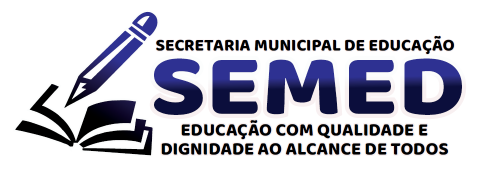 SECRETARIA MUNICIPAL DE EDUCAÇÃO
SEMED
EDUCAÇÃO COM QUALIDADE E
DIGNIDADE AO ALCANCE DE TODOS